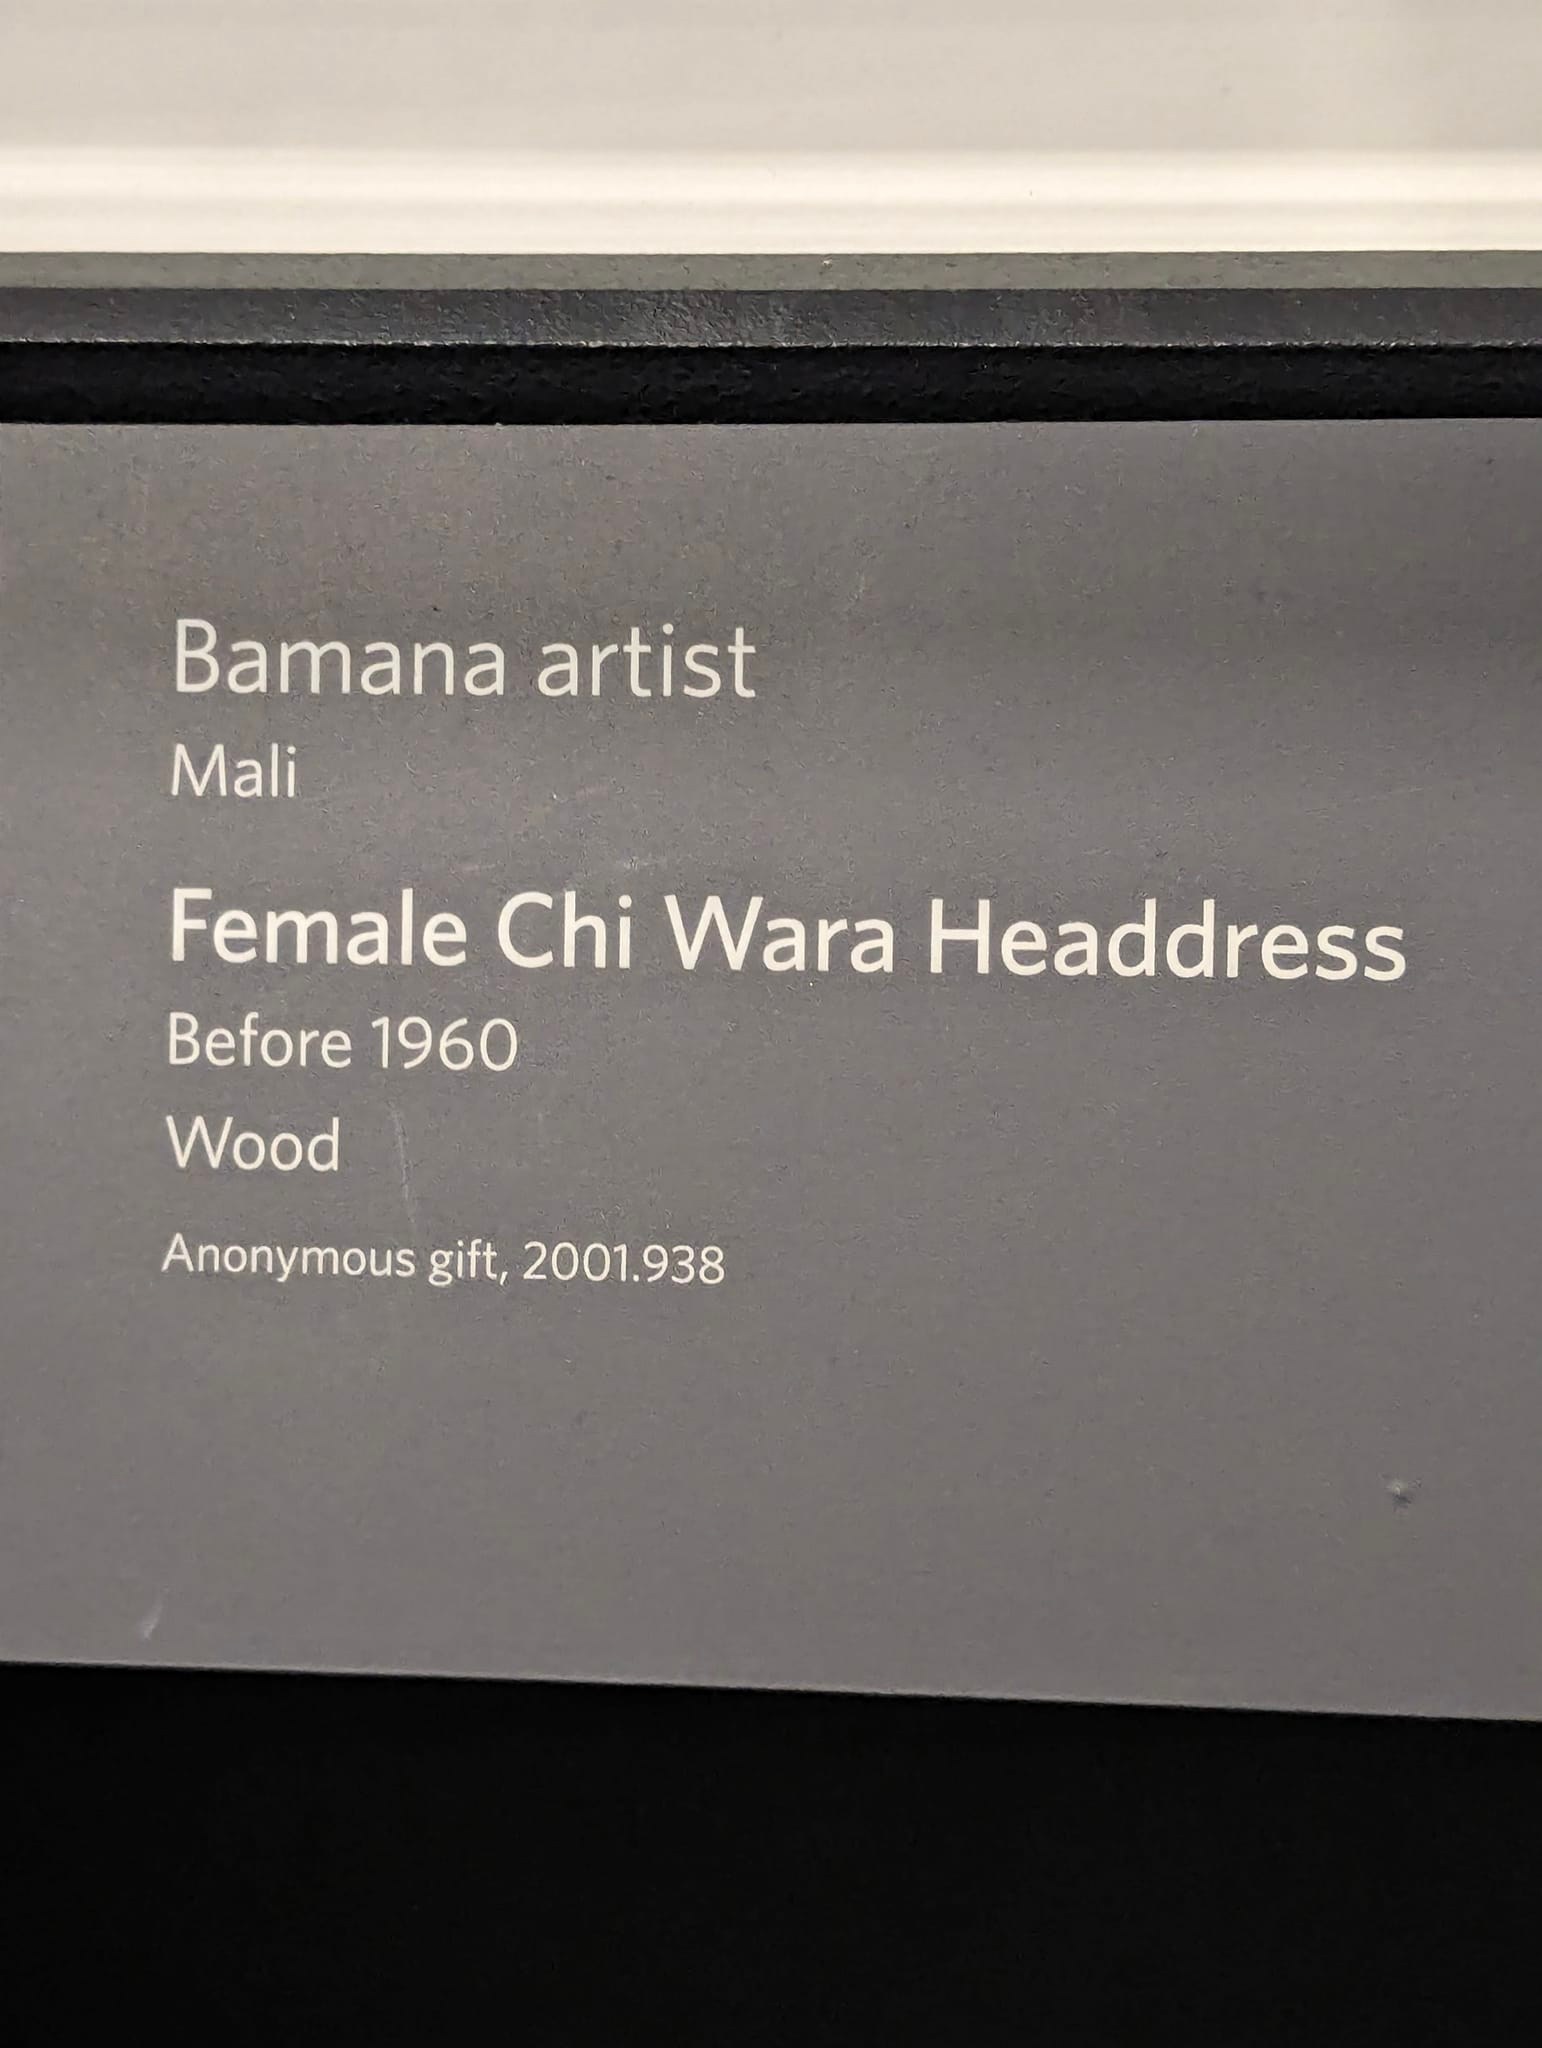 Bamana artist
Mali
Female Chi Wara Headdress
Before 1960
Wood
Anonymous gift, 2001.938